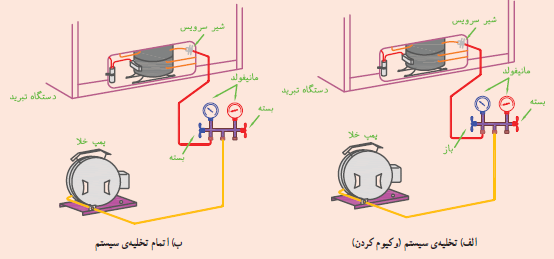 شیر سرویس
مانیفولد
دستگاه تبرید
بسته
باز
پمپ خلا
الف) تخلیه‌ی سیستم (وکیوم کردن)
شیر سرویس
مانیفولد
دستگاه تبرید
بسته
بسته
پمپ خلا
ب) اتمام تخلیه‌ی سیستم